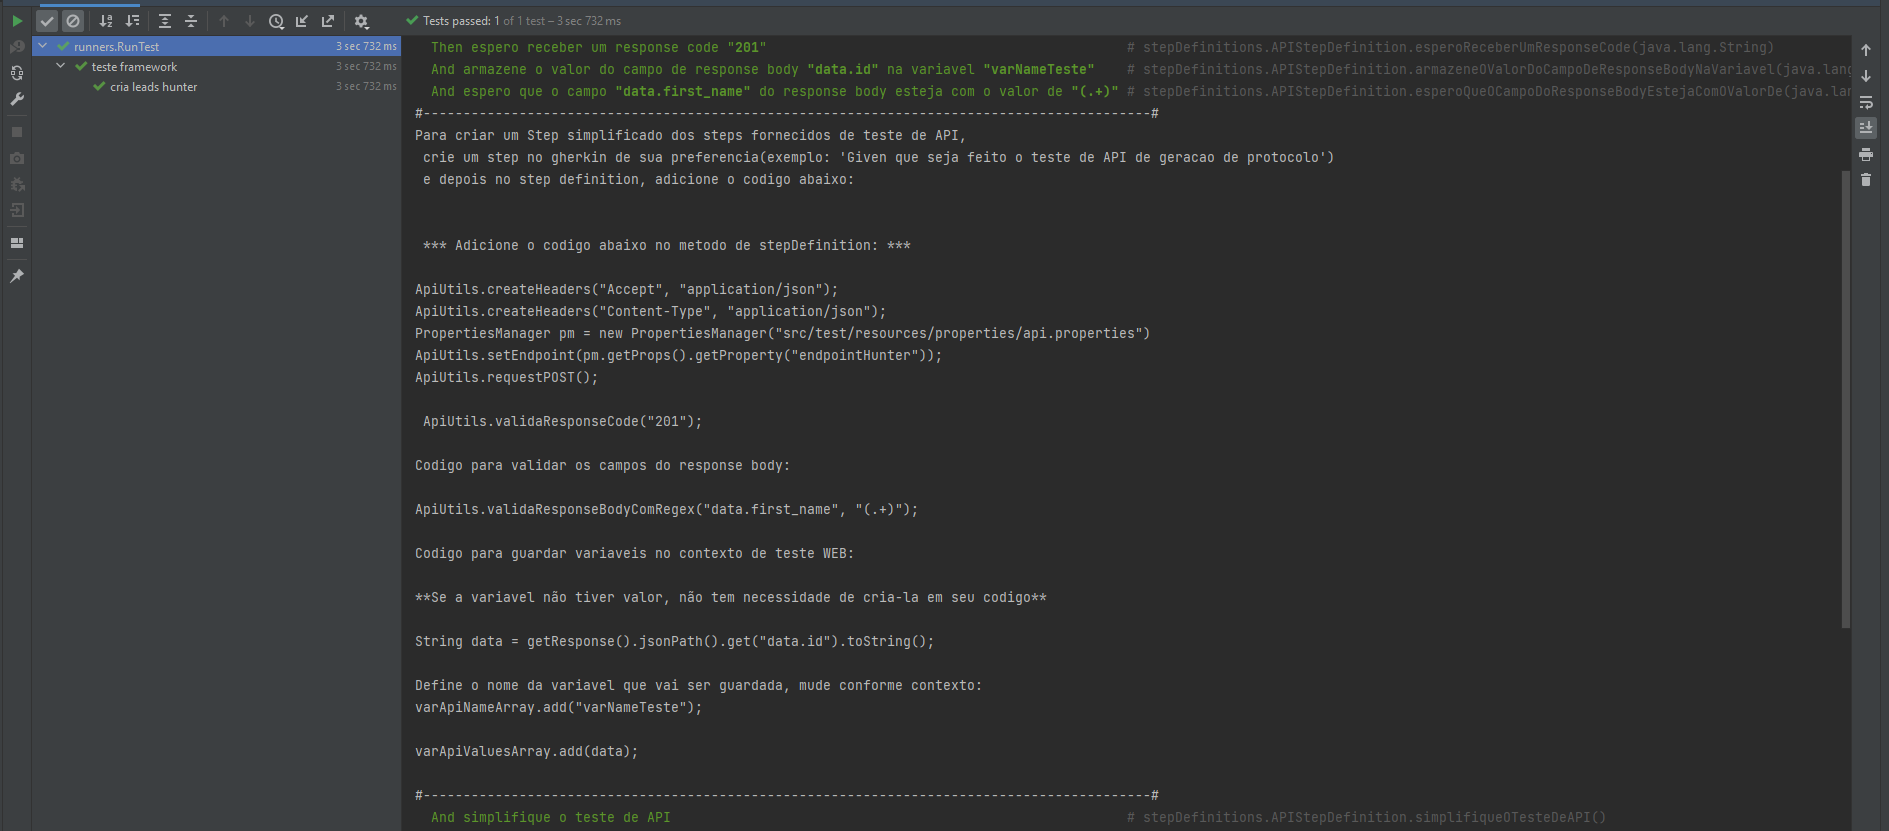 Tests passed: 1 of 1 test – 3 sec 732 ms
runners.RunTest 3 sec 732 ms
teste framework 3 sec 732 ms
cria leads hunter 3 sec 732 ms
Then espero receber um response code "201" # stepDefinitions.APIStepDefinition.esperoReceberUmResponseCode(java.lang.String)
And armazene o valor do campo de response body "data.id" na variavel "varNameTeste" # stepDefinitions.APIStepDefinition.armazeneOValorDoCampoDeResponseBodyNaVariavel(java.lang
And espero que o campo "data.first_name" do response body esteja com o valor de "(.+)" # stepDefinitions.APIStepDefinition.esperoQueOCampoDoResponseBodyEstejaComOValorDe(java.lan
#-------------------------------------------------------------------------------------------#
Para criar um Step simplificado dos steps fornecidos de teste de API,
crie um step no gherkin de sua preferencia(exemplo: 'Given que seja feito o teste de API de geracao de protocolo')
e depois no step definition, adicione o codigo abaixo:
*** Adicione o codigo abaixo no metodo de stepDefinition: ***
ApiUtils.createHeaders("Accept", "application/json");
ApiUtils.createHeaders("Content-Type", "application/json");
PropertiesManager pm = new PropertiesManager("src/test/resources/properties/api.properties")
ApiUtils.setEndpoint(pm.getProps().getProperty("endpointHunter"));
ApiUtils.requestPOST();
ApiUtils.validaResponseCode("201");
Codigo para validar os campos do response body:
ApiUtils.validaResponseBodyComRegex("data.first_name", "(.+)");
Codigo para guardar variaveis no contexto de teste WEB:
**Se a variavel não tiver valor, não tem necessidade de cria-la em seu codigo**
String data = getResponse().jsonPath().get("data.id").toString();
Define o nome da variavel que vai ser guardada, mude conforme contexto:
varApiNameArray.add("varNameTeste");
varApiValuesArray.add(data);
#-------------------------------------------------------------------------------------------#
And simplifique o teste de API # stepDefinitions.APIStepDefinition.simplifiqueOTesteDeAPI()